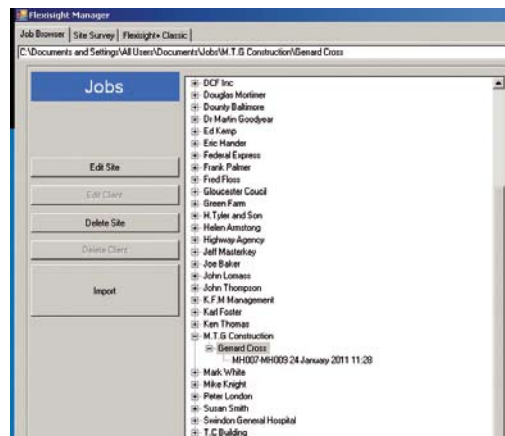 Flexisight Manager
Job Browser Site Survey Flexisight+ Classic
C:\Documents and Settings\All Users\Documents\Jobs\M.T.G Construction\Genard Cross
Jobs
Edit Site
Edit Client
Delete Site
Delete Client
Import
DCF Inc
Douglas Mortimer
Dounty Baltimore
Dr Martin Goodyear
Ed Kemp
Eric Hander
Federal Express
Frank Palmer
Fred Floss
Gloucester Coucil
Green Farm
H.Tyler and Son
Helen Amstong
Highway Agency
Jeff Masterkey
Joe Baker
John Lomass
John Thompson
K.F.M Management
Karl Foster
Ken Thomas
M.T.G Construction
Genard Cross
MH007-MH009 24 January 2011 11:28
Mark White
Mike Knight
Peter London
Susan Smith
Swindon General Hospital
T.C Building